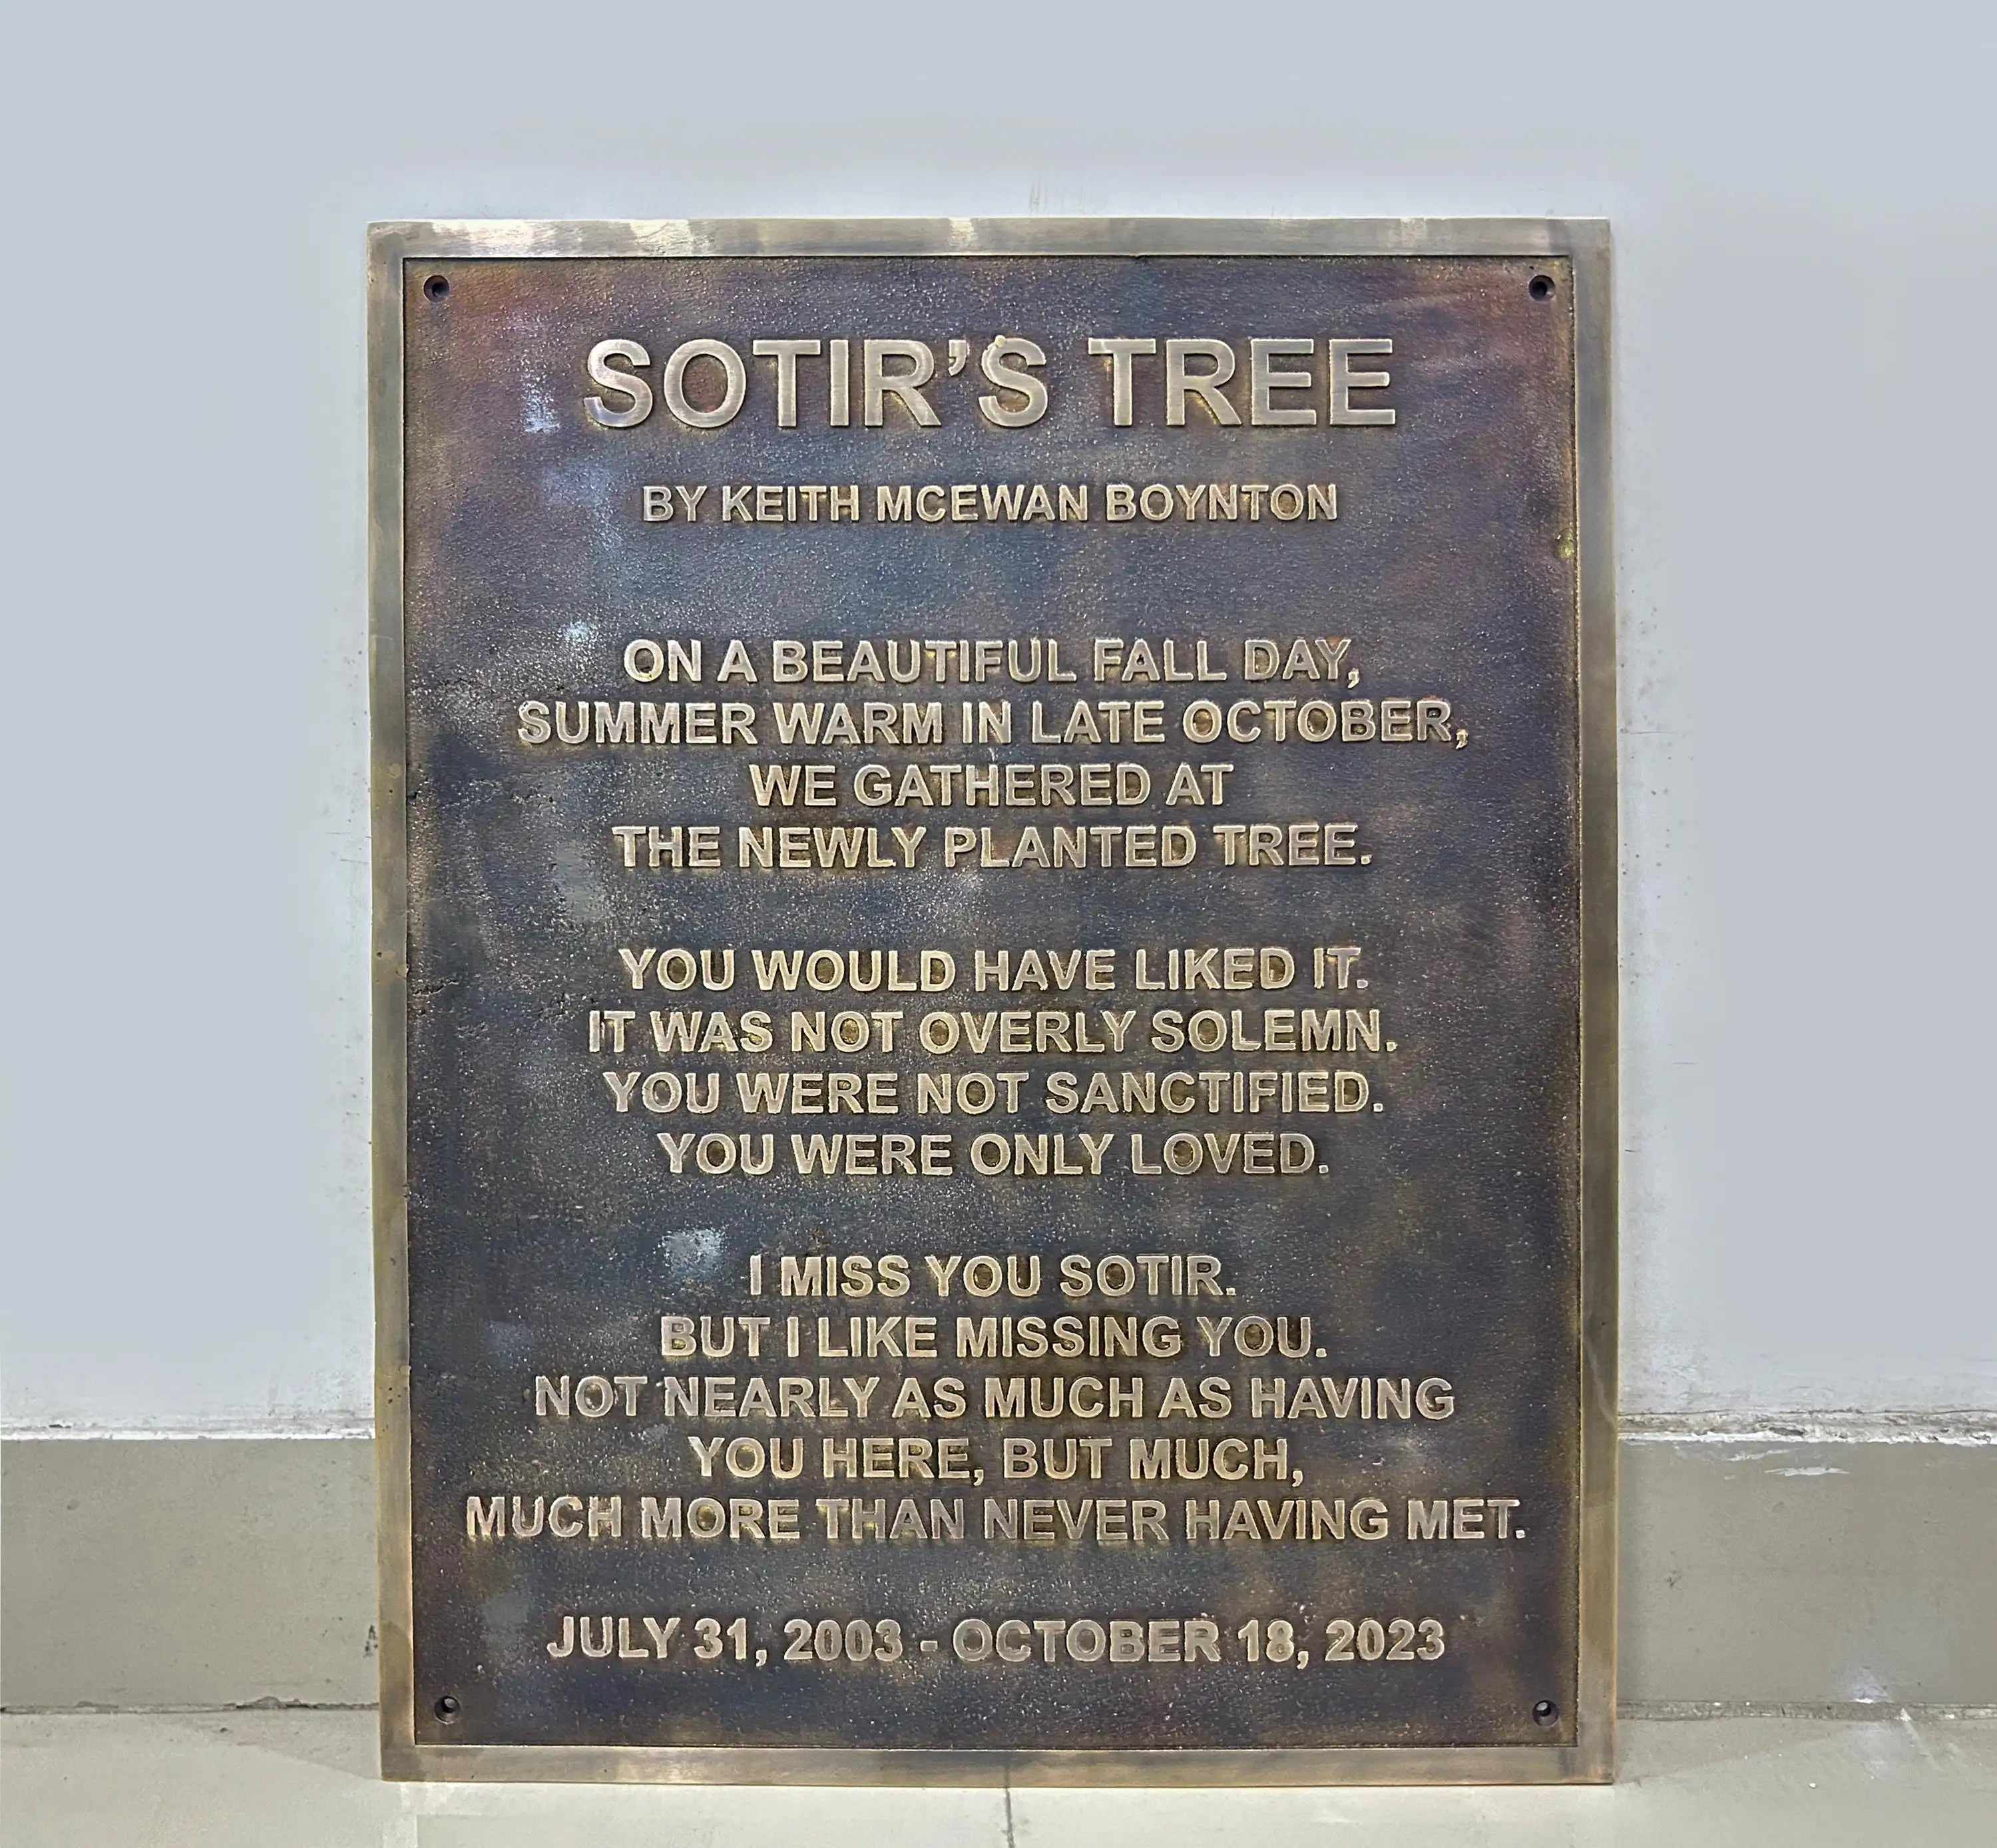 SOTIR'S TREE
BY KEITH MCEWAN BOYNTON
ON A BEAUTIFUL FALL DAY,
SUMMER WARM IN LATE OCTOBER,
WE GATHERED AT
THE NEWLY PLANTED TREE.
YOU WOULD HAVE LIKED IT.
IT WAS NOT OVERLY SOLEMN.
YOU WERE NOT SANCTIFIED.
YOU WERE ONLY LOVED.
I MISS YOU SOTIR.
BUT I LIKE MISSING YOU.
NOT NEARLY AS MUCH AS HAVING
YOU HERE, BUT MUCH,
MUCH MORE THAN NEVER HAVING MET.
JULY 31, 2003 - OCTOBER 18, 2023